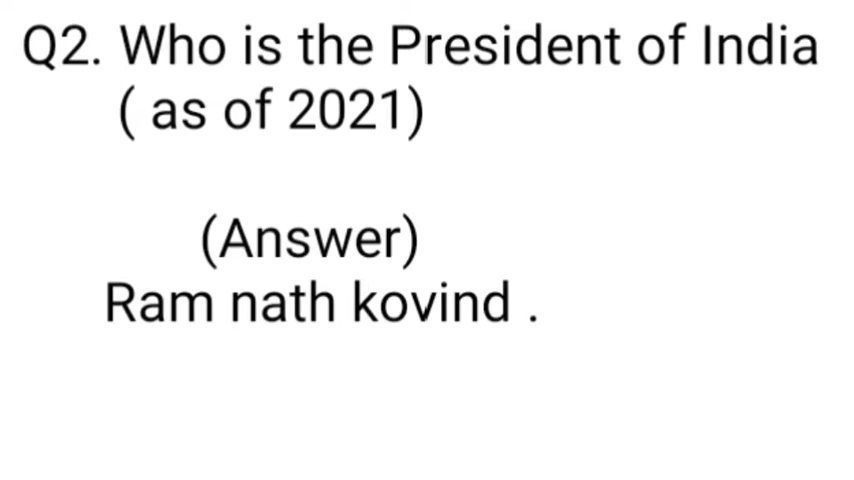 Q2. Who is the President of India
( as of 2021)
(Answer)
Ram nath kovind .